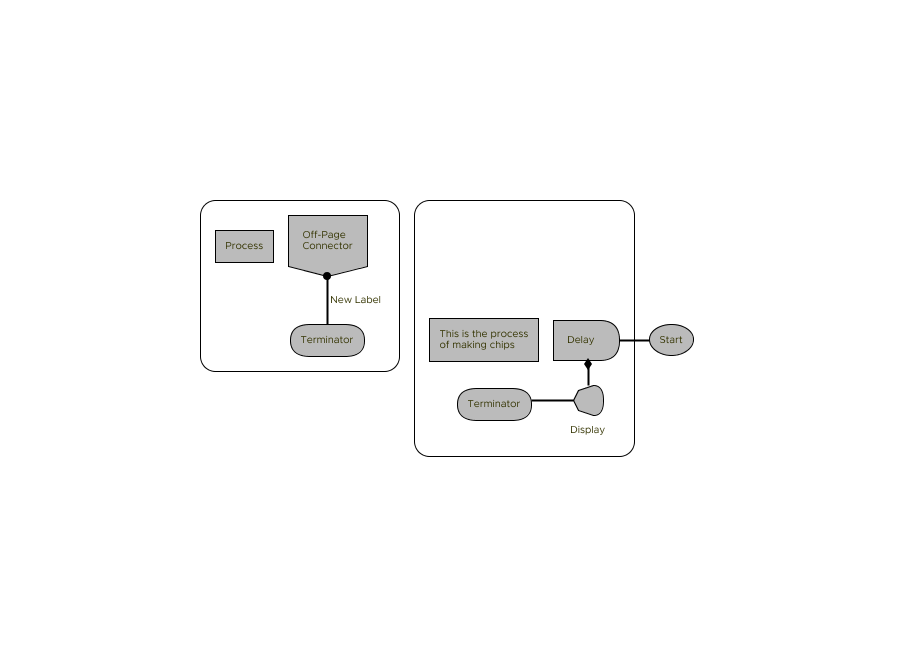 Process
Off-Page
Connector
New Label
Terminator
This is the process
of making chips
Delay
Start
Terminator
Display